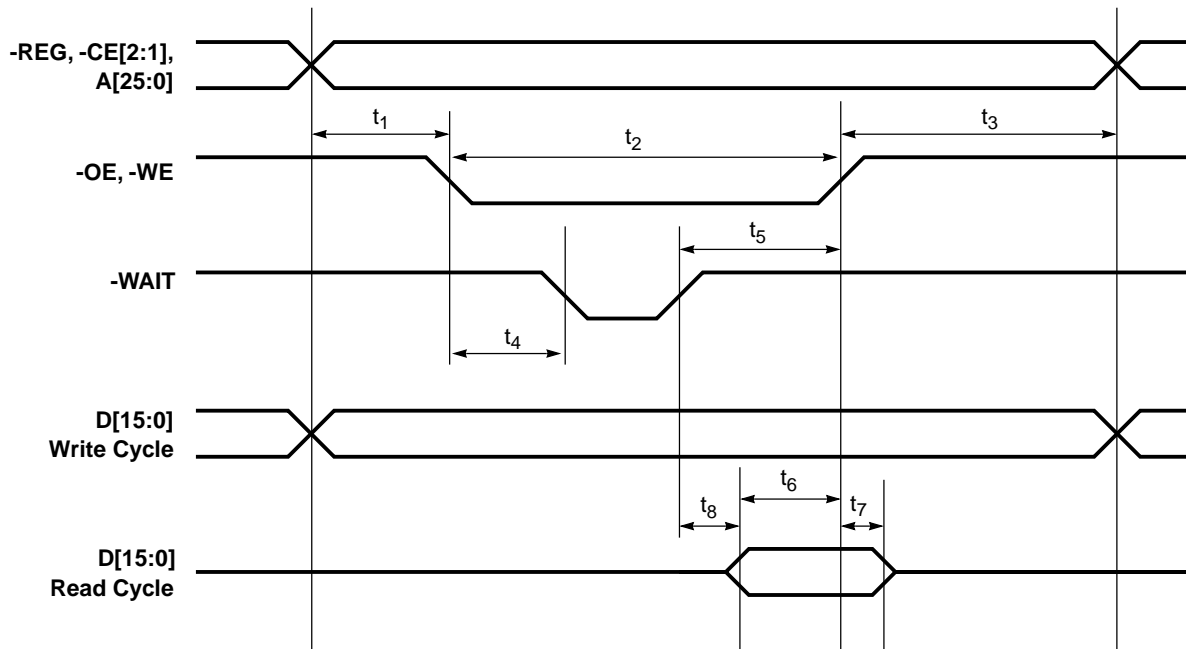 -REG, -CE[2:1],
A[25:0]
t1
t2
t3
-OE, -WE
t5
-WAIT
t4
D[15:0]
Write Cycle
t6
t7
t8
D[15:0]
Read Cycle